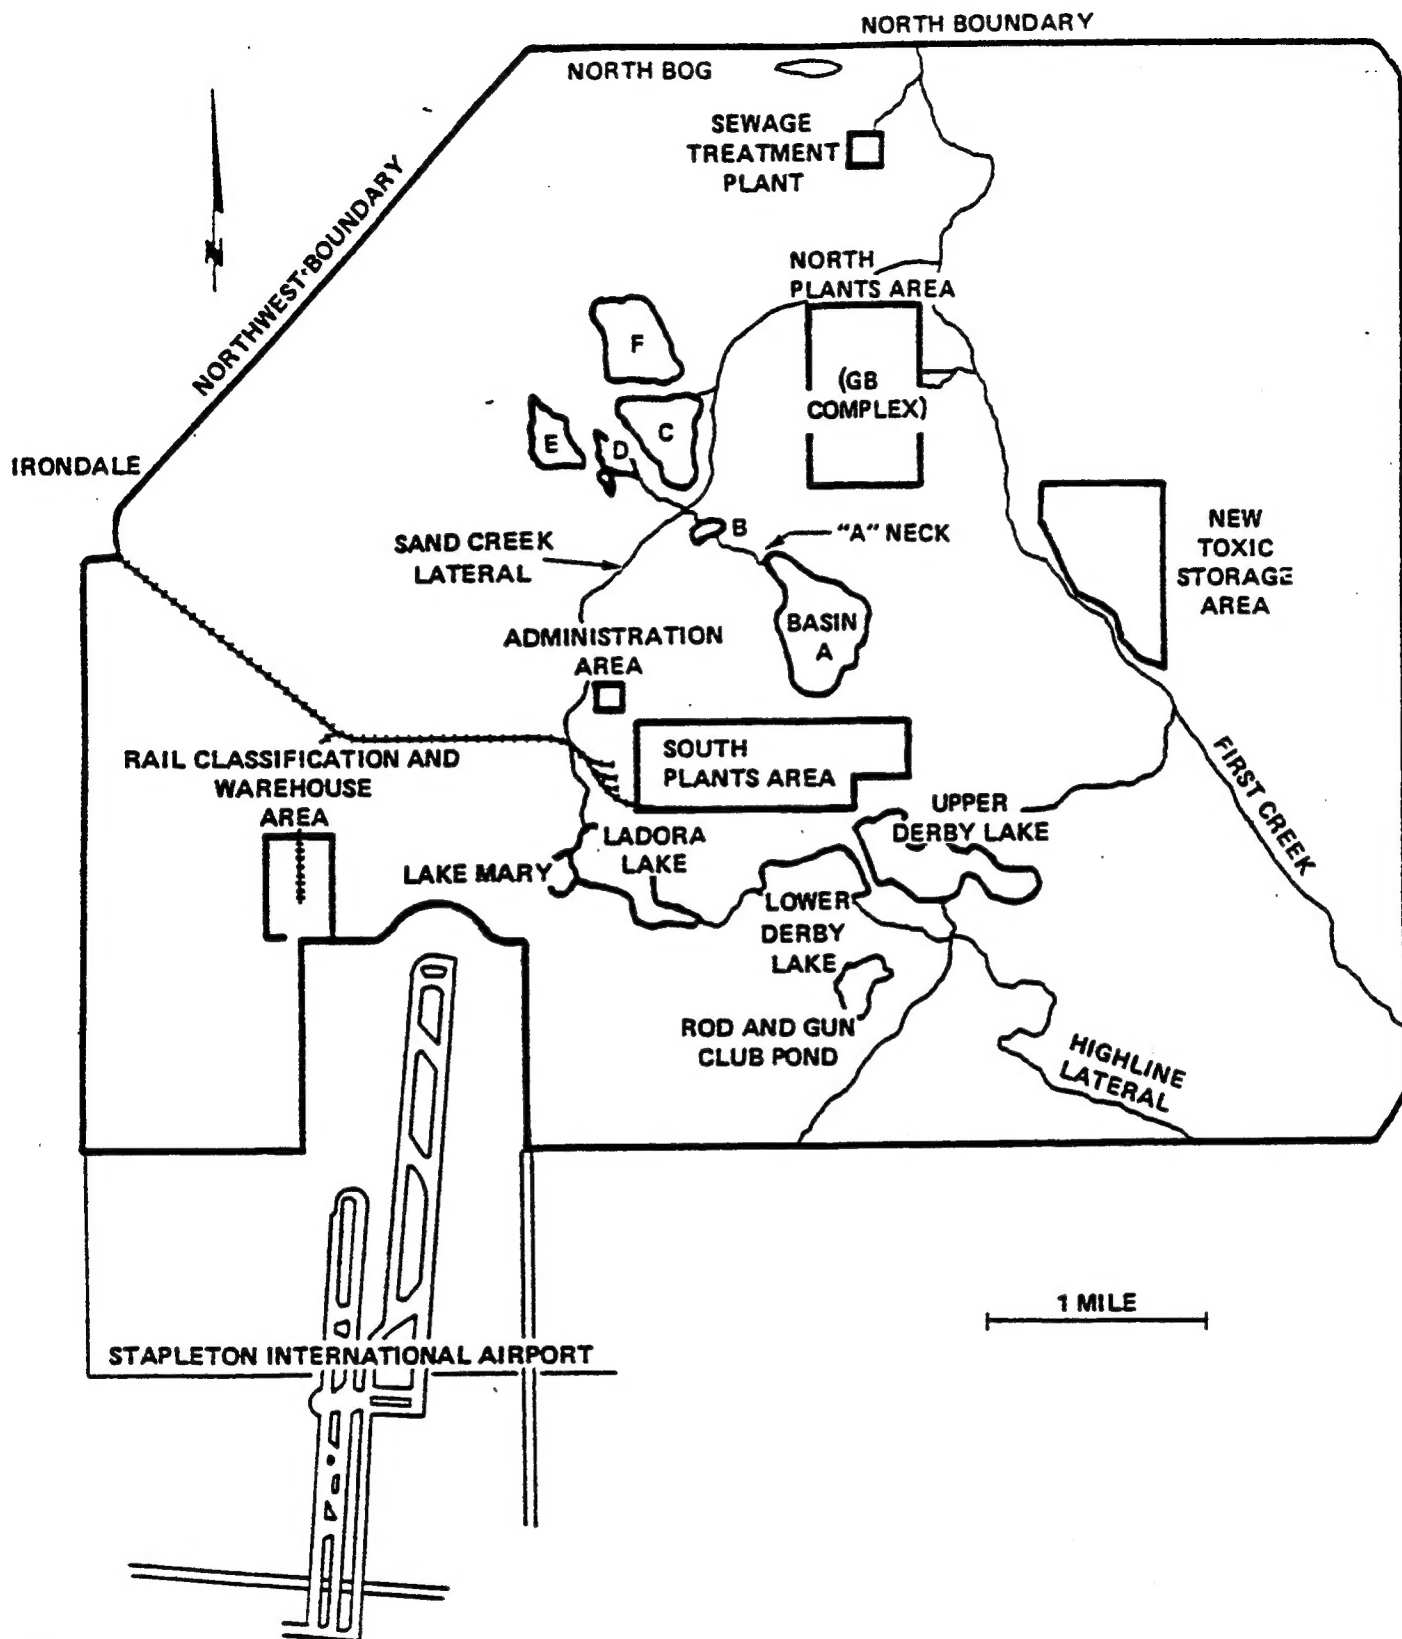 NORTH BOUNDARY
NORTH BOG
SEWAGE
TREATMENT
PLANT
N
NORTHWEST BOUNDARY
NORTH
PLANTS AREA
F
(GB
COMPLEX)
E
D
C
IRONDALE
B
"A" NECK
SAND CREEK
LATERAL
NEW
TOXIC
STORAGE
AREA
BASIN
A
ADMINISTRATION
AREA
SOUTH
PLANTS AREA
RAIL CLASSIFICATION AND
WAREHOUSE
AREA
FIRST CREEK
UPPER
DERBY LAKE
LADORA
LAKE
LAKE MARY
LOWER
DERBY
LAKE
ROD AND GUN
CLUB POND
HIGHLINE
LATERAL
1 MILE
STAPLETON INTERNATIONAL AIRPORT